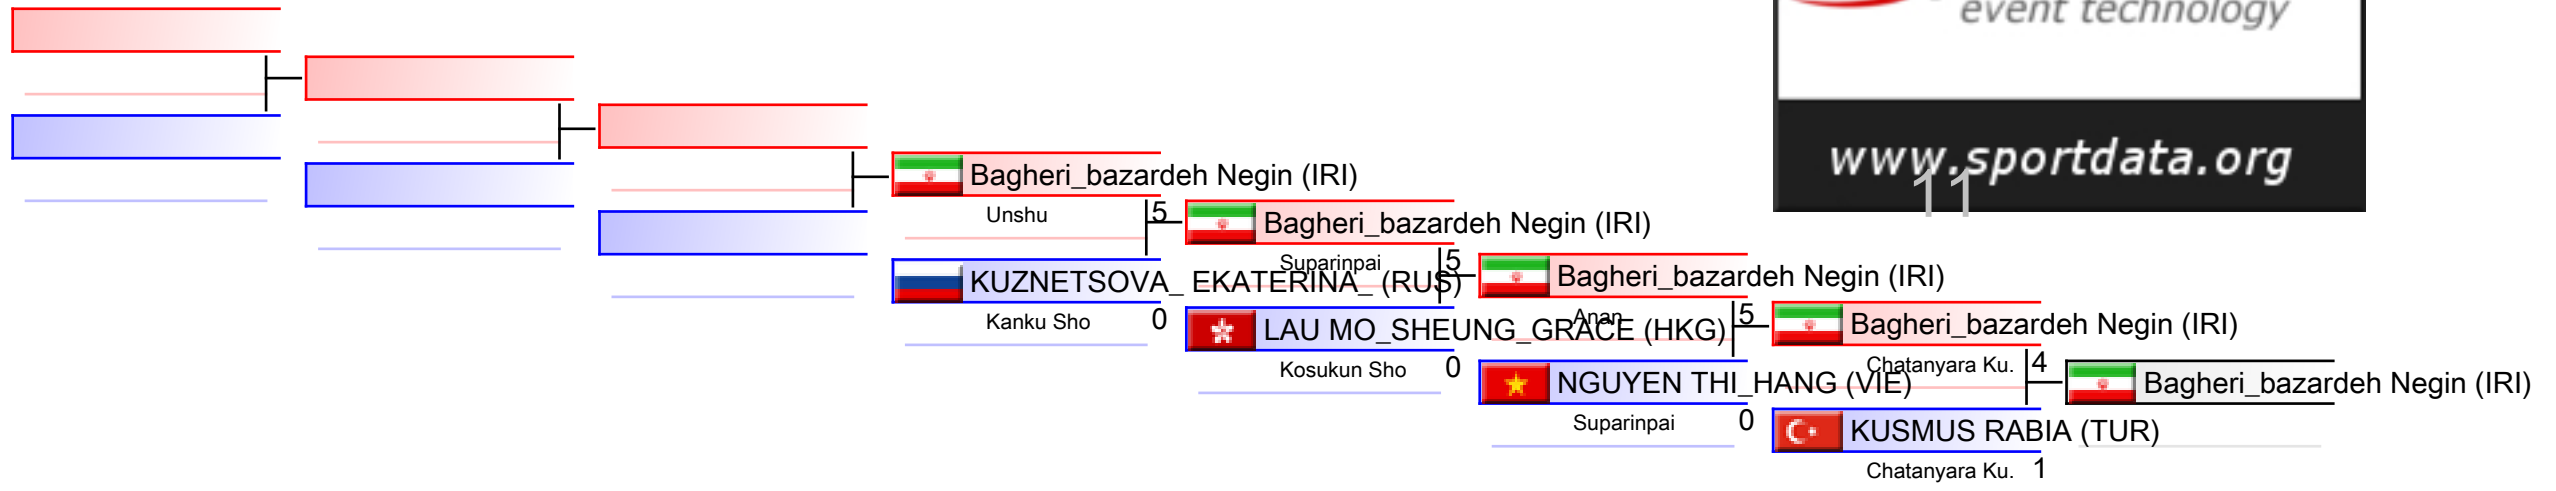 event technology
www.sportdata.org
11
Bagheri_bazardeh Negin (IRI)
Unshu
5
KUZNETSOVA_ EKATERINA_ (RUS)
Kanku Sho
0
Bagheri_bazardeh Negin (IRI)
Suparinpai
5
LAU MO_SHEUNG_GRACE (HKG)
Kosukun Sho
0
Bagheri_bazardeh Negin (IRI)
Anan
5
NGUYEN THI_HANG (VIE)
Suparinpai
0
Bagheri_bazardeh Negin (IRI)
Chatanyara Ku.
4
KUSMUS RABIA (TUR)
Chatanyara Ku.
1
Bagheri_bazardeh Negin (IRI)